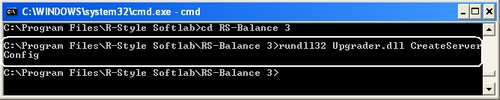 C:\WINDOWS\system32\cmd.exe - cmd
C:\Program Files\R-Style Softlab>cd RS-Balance 3
C:\Program Files\R-Style Softlab\RS-Balance 3>rundll32 Upgrader.dll CreateServer
Config
C:\Program Files\R-Style Softlab\RS-Balance 3>